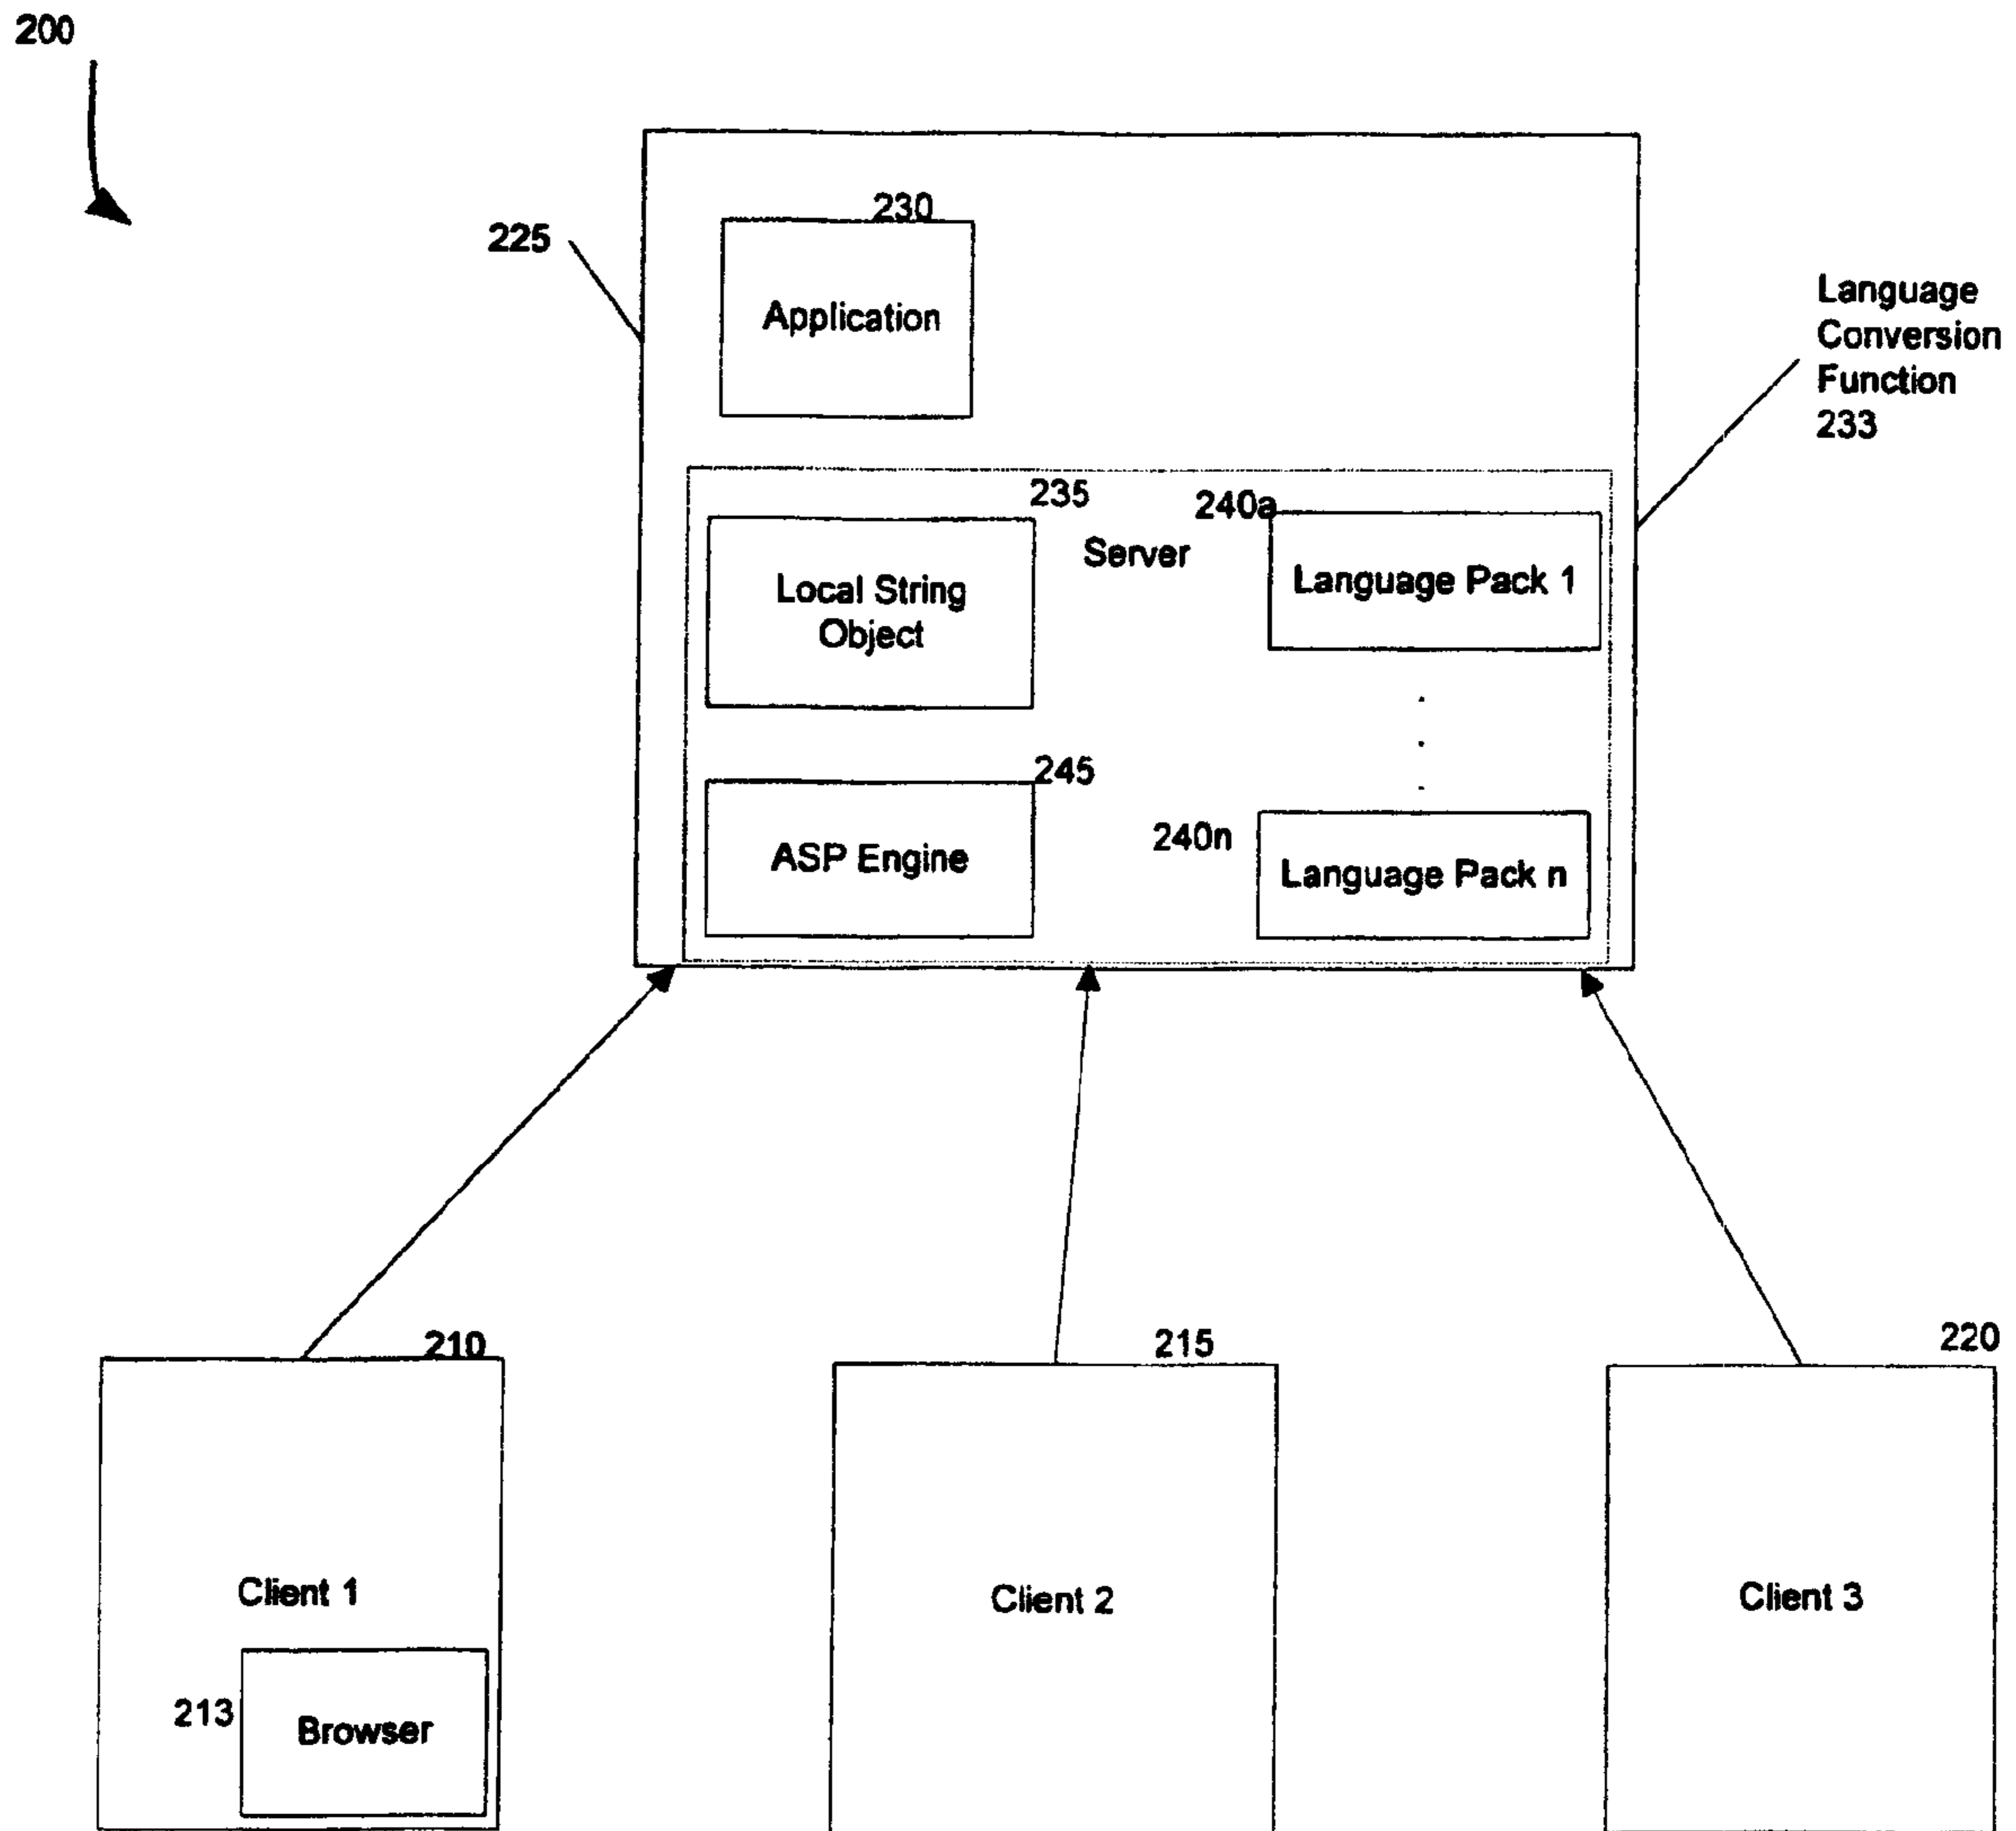 200
230
225
Application
Language
Conversion
Function
233
235
240a
Server
Local String
Object
Language Pack 1
245
240n
ASP Engine
Language Pack n
210
215
220
Client 1
Client 2
Client 3
213
Browser